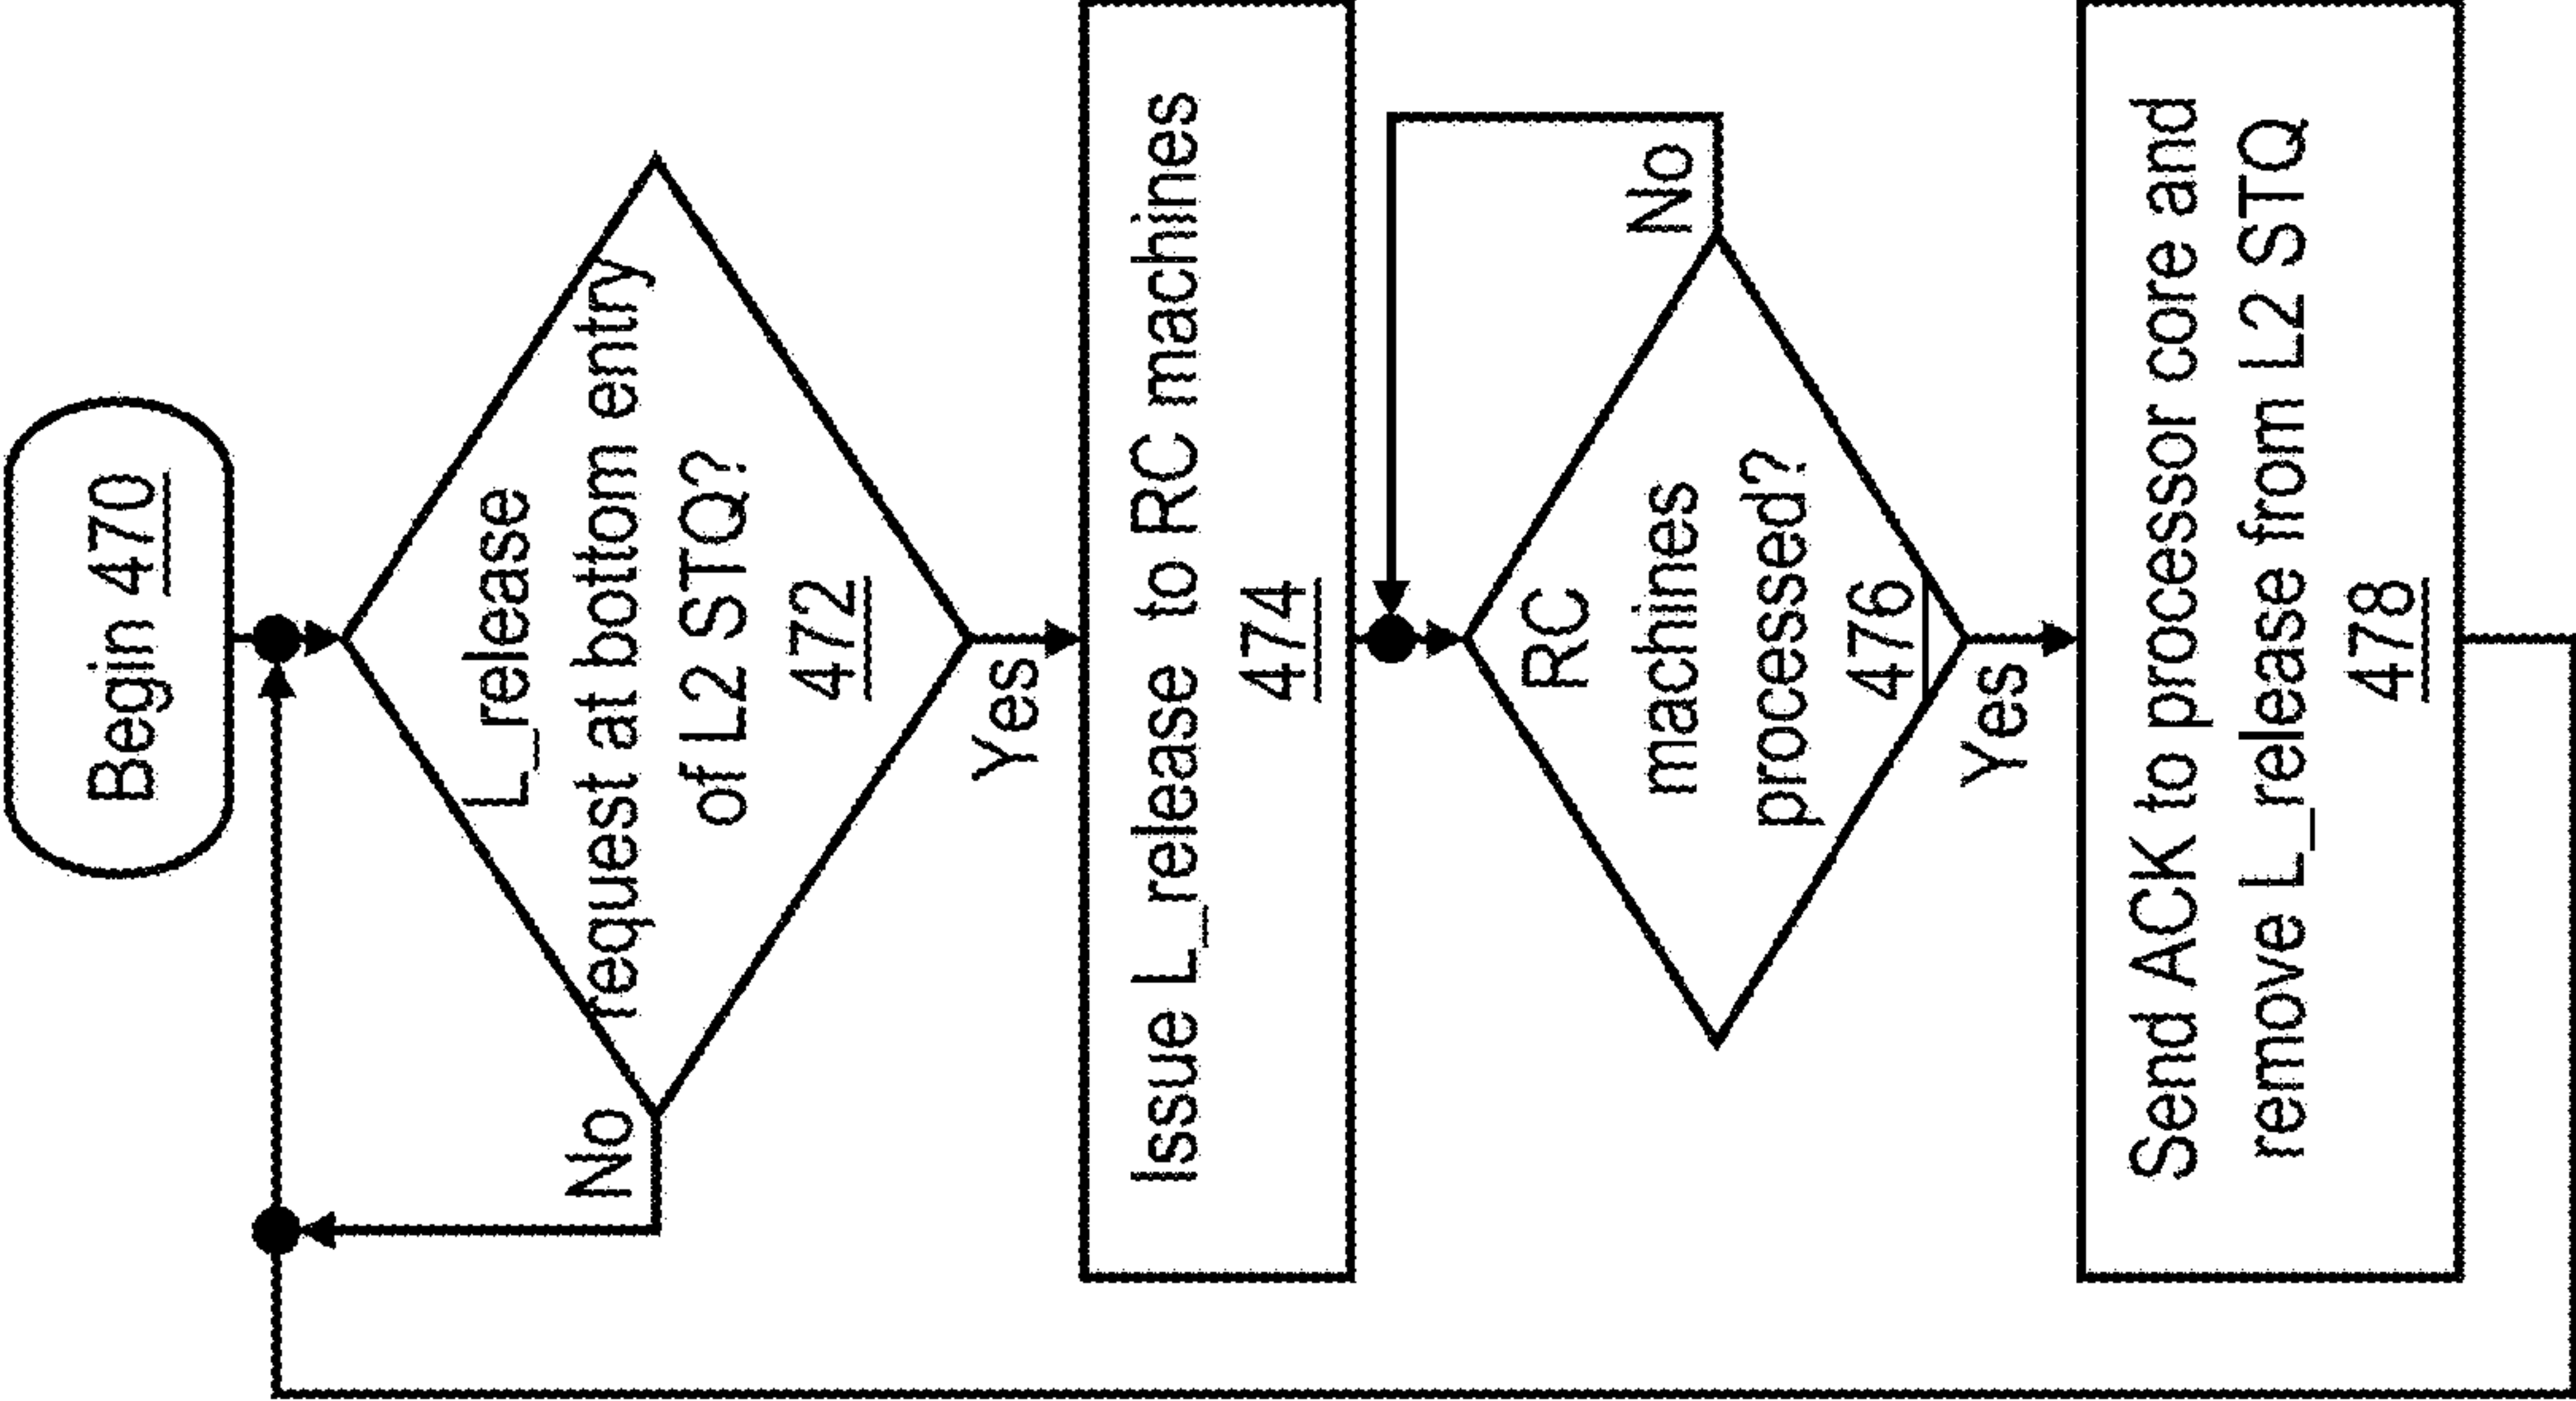 Begin 470
L_release
request at bottom entry
of L2 STQ?
472
No
Yes
Issue L_release to RC machines
474
RC
machines
processed?
476
No
Yes
Send ACK to processor core and
remove L_release from L2 STQ
478